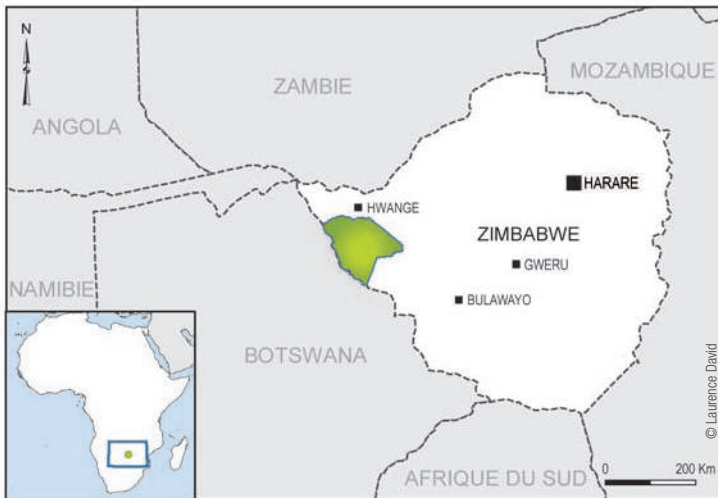 N
ZAMBIE
MOZAMBIQUE
ANGOLA
HARARE
HWANGE
ZIMBABWE
GWERU
NAMIBIE
BULAWAYO
BOTSWANA
© Laurence David
AFRIQUE DU SUD
0 200 Km